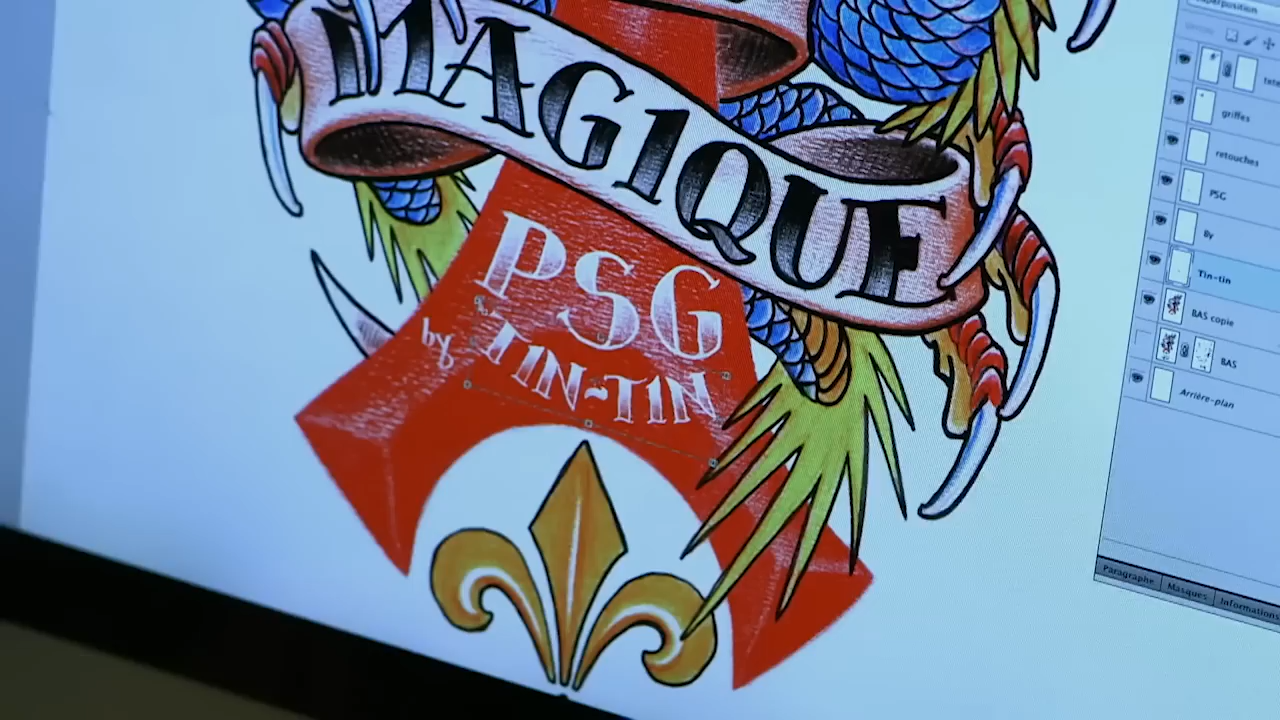 MAGIQUE
PSG
by TIN-TIN
griffes
retouches
PSG
By
Tin-tin
BAS copie
BAS
Arrière-plan
Paragraphe Masques Informations